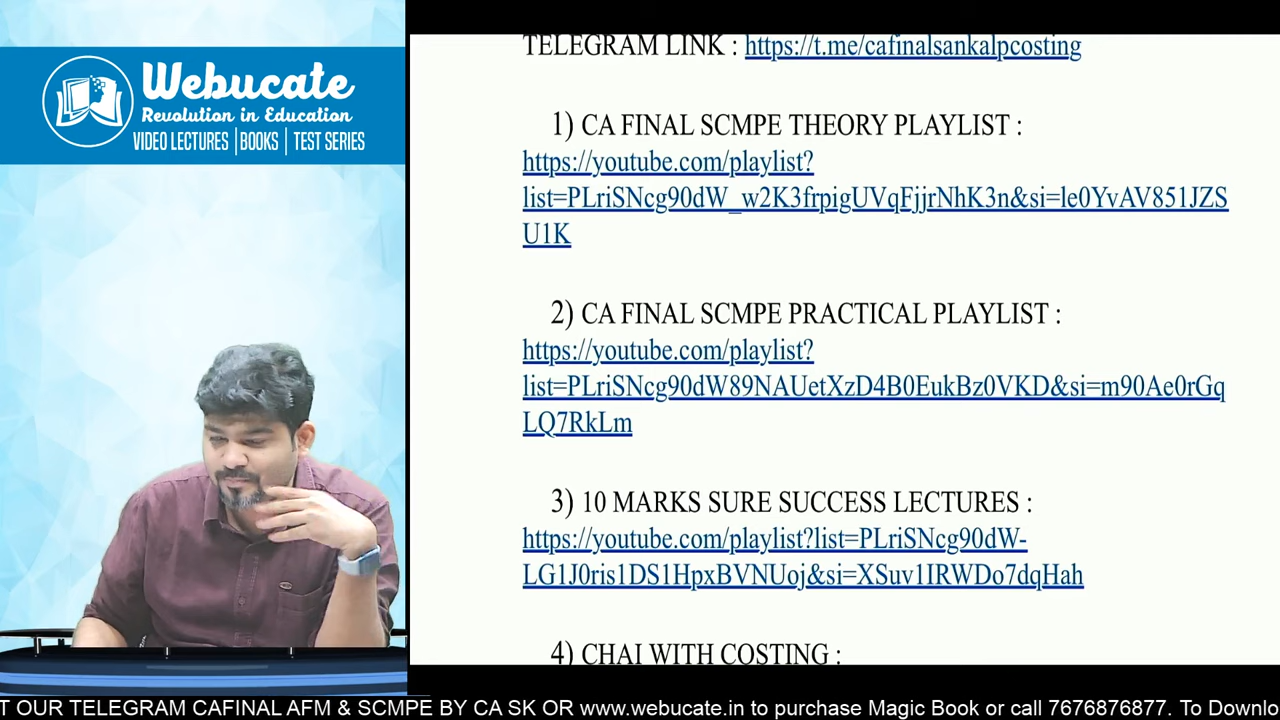 Webucate
Revolution in Education
VIDEO LECTURES | BOOKS | TEST SERIES
TELEGRAM LINK : https://t.me/cafinalsankalpcosting
1) CA FINAL SCMPE THEORY PLAYLIST :
https://youtube.com/playlist?
list=PLriSNcg90dW_w2K3frpigUVqFjjrNhK3n&si=le0YvAV851JZS
U1K
2) CA FINAL SCMPE PRACTICAL PLAYLIST :
https://youtube.com/playlist?
list=PLriSNcg90dW89NAUetXzD4B0EukBz0VKD&si=m90Ae0rGq
LQ7RkLm
3) 10 MARKS SURE SUCCESS LECTURES :
https://youtube.com/playlist?list=PLriSNcg90dW-
LG1J0ris1DS1HpxBVNUoj&si=XSuv1IRWDo7dqHah
4) CHAI WITH COSTING :
T OUR TELEGRAM CAFINAL AFM & SCMPE BY CA SK OR www.webucate.in to purchase Magic Book or call 7676876877. To Downlo